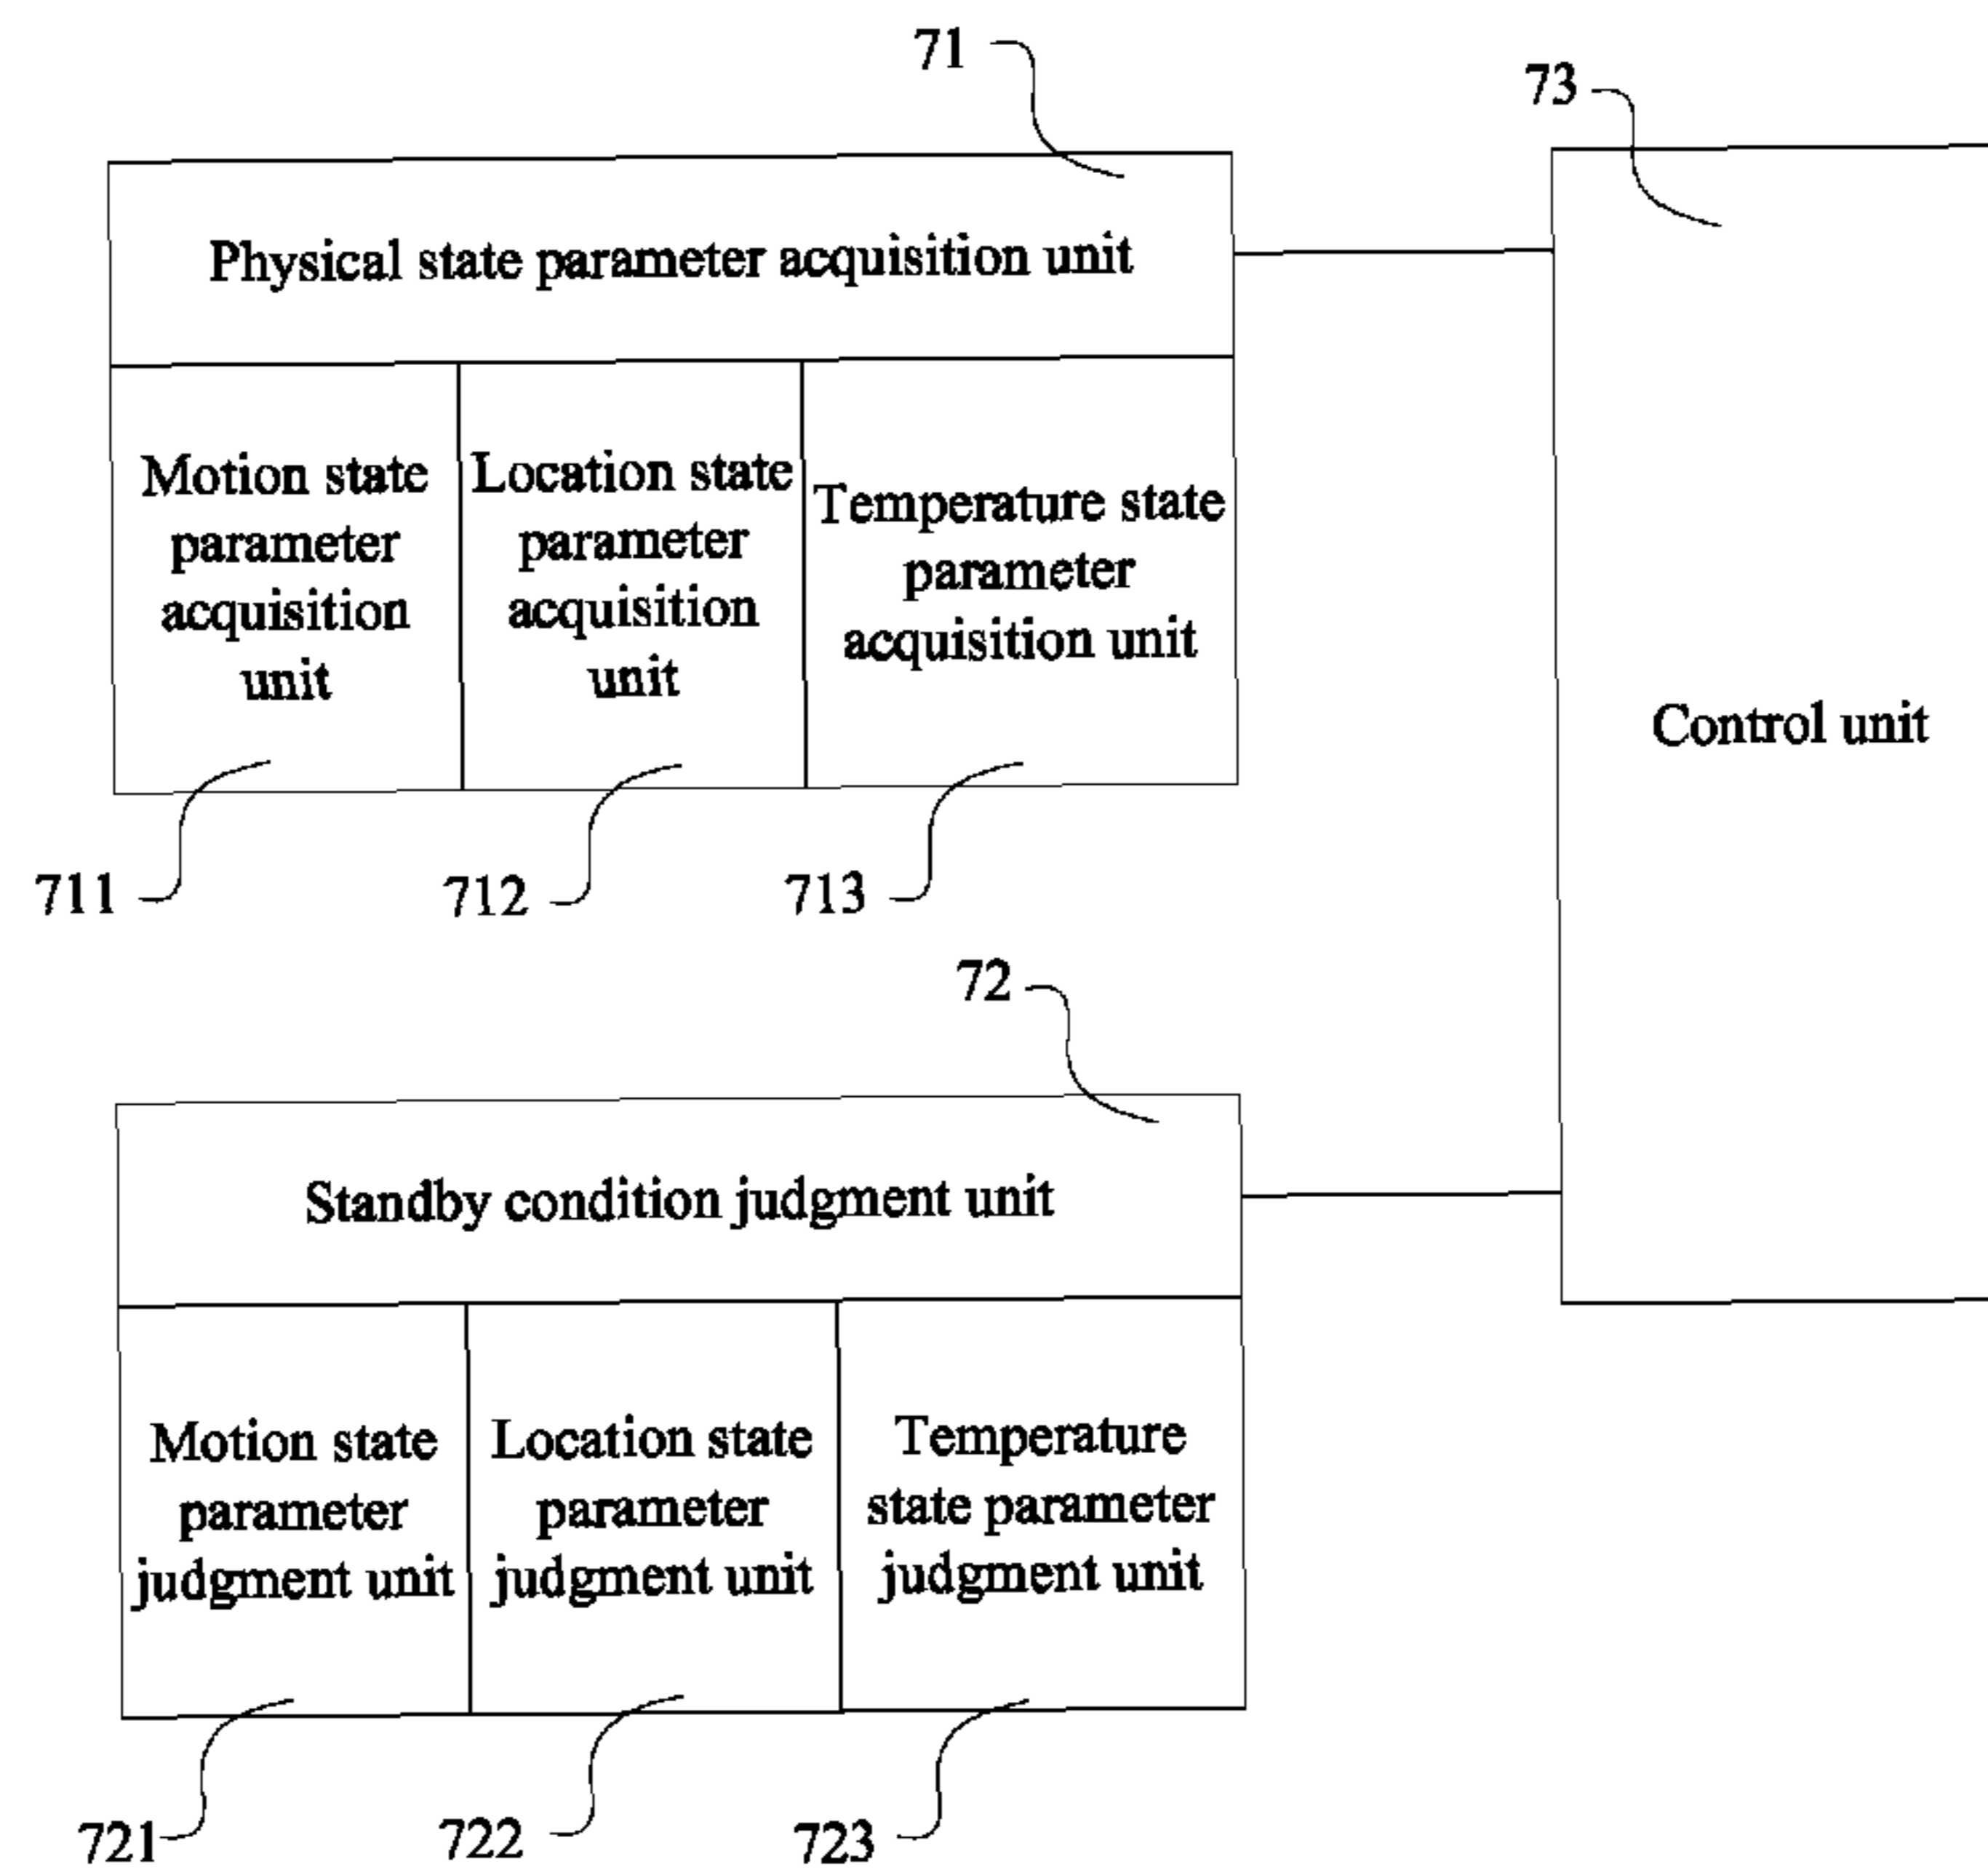 71
73
Physical state parameter acquisition unit
Motion state
parameter
acquisition
unit
Location state
parameter
acquisition
unit
Temperature state
parameter
acquisition unit
Control unit
711
712
713
72
Standby condition judgment unit
Motion state
parameter
judgment unit
Location state
parameter
judgment unit
Temperature
state parameter
judgment unit
721
722
723